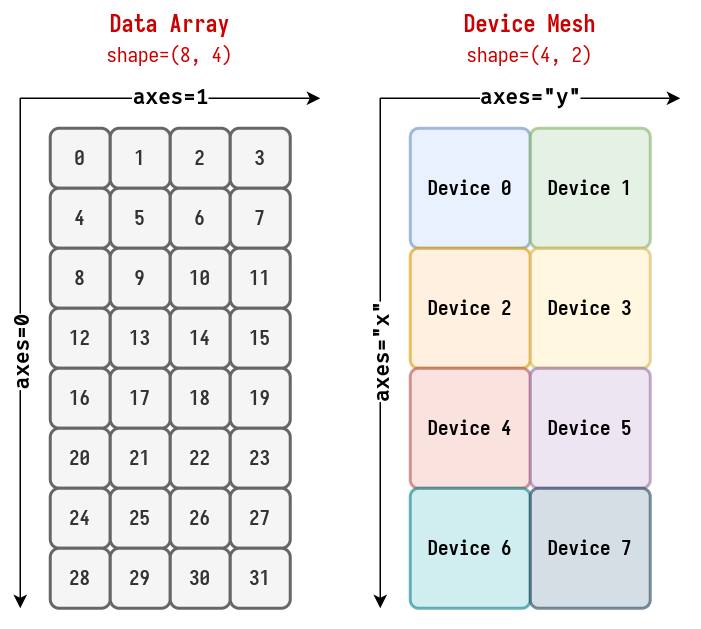 Data Array
shape=(8, 4)
axes=1
axes=0
0 1 2 3
4 5 6 7
8 9 10 11
12 13 14 15
16 17 18 19
20 21 22 23
24 25 26 27
28 29 30 31
Device Mesh
shape=(4, 2)
axes="y"
axes="x"
Device 0 Device 1
Device 2 Device 3
Device 4 Device 5
Device 6 Device 7